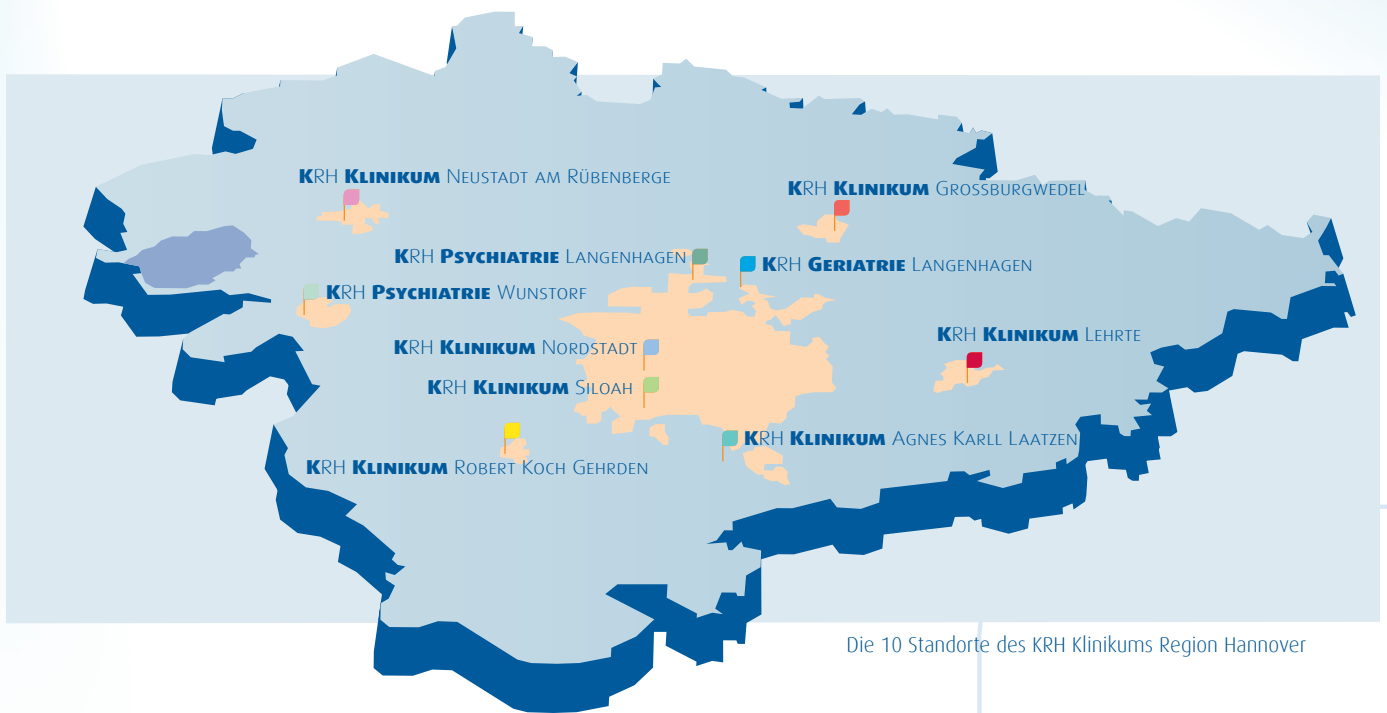 KRH KLINIKUM NEUSTADT AM RÜBENBERGE
KRH KLINIKUM GROSSBURGWEDEL
KRH PSYCHIATRIE LANGENHAGEN
KRH GERIATRIE LANGENHAGEN
KRH PSYCHIATRIE WUNSTORF
KRH KLINIKUM LEHRTE
KRH KLINIKUM NORDSTADT
KRH KLINIKUM SILOAH
KRH KLINIKUM AGNES KARLL LAATZEN
KRH KLINIKUM ROBERT KOCH GEHRDEN
Die 10 Standorte des KRH Klinikums Region Hannover